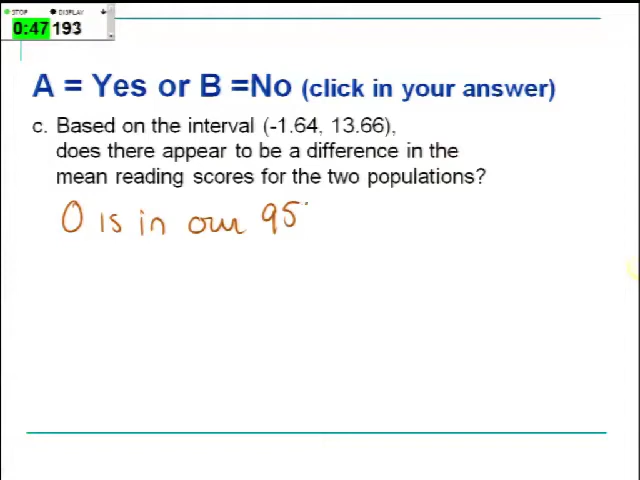 STOP DISPLAY
0:47 193
A = Yes or B =No (click in your answer)
c. Based on the interval (-1.64, 13.66),
does there appear to be a difference in the
mean reading scores for the two populations?
0 is in our 95